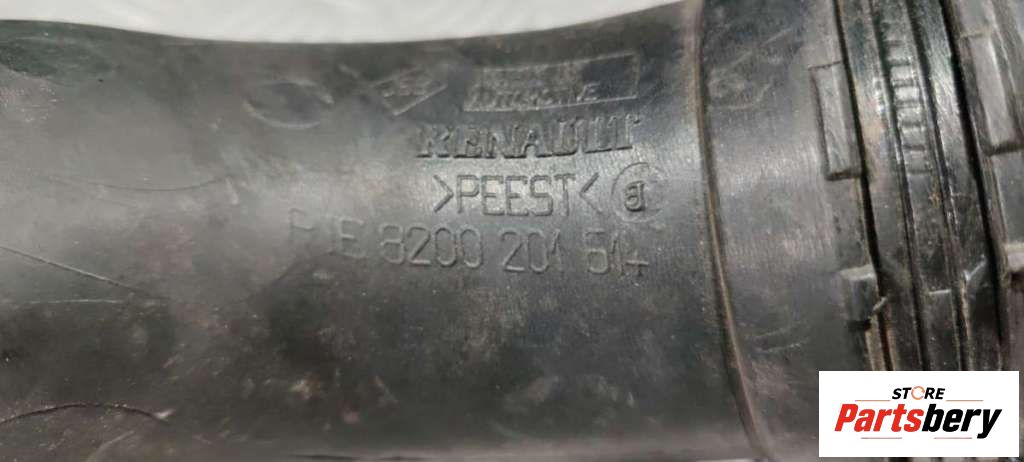 RENAULT
>PEEST<
8200 201 514
STORE
Partsbery